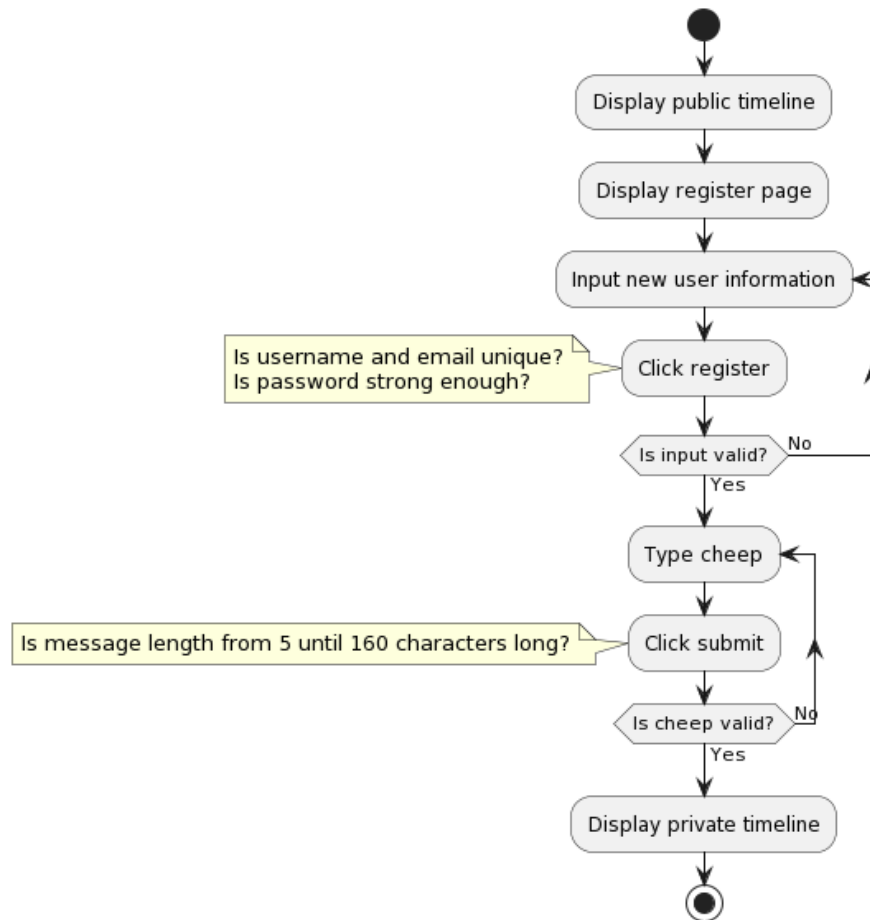 Display public timeline
Display register page
Input new user information
Is username and email unique?
Is password strong enough?
Click register
Is input valid?
No
Yes
Type cheep
Is message length from 5 until 160 characters long?
Click submit
Is cheep valid?
No
Yes
Display private timeline